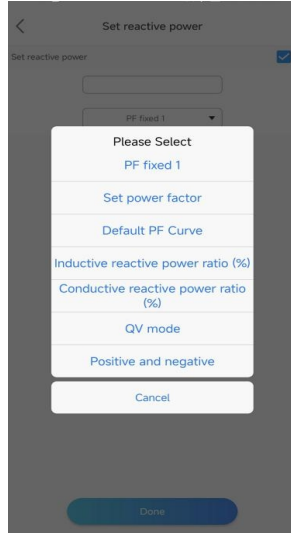 Set reactive power
Set reactive power
PF fixed 1
Please Select
PF fixed 1
Set power factor
Default PF Curve
Inductive reactive power ratio (%)
Conductive reactive power ratio
(%)
QV mode
Positive and negative
Cancel
Done